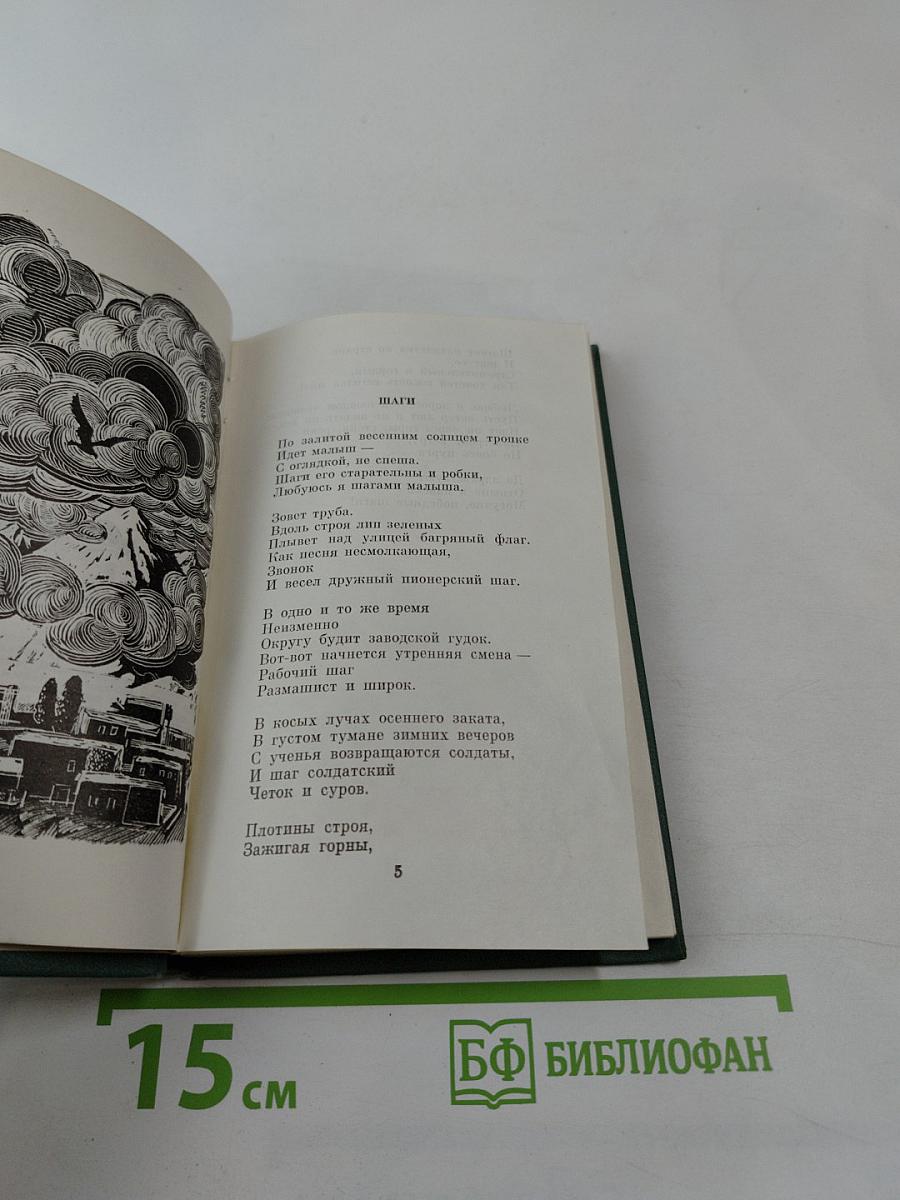 ШАГИ
По залитой весенним солнцем тропке
Идет малыш —
С оглядкой, не спеша.
Шаги его старательны и робки,
Любуюсь я шагами малыша.
Зовет труба.
Вдоль строя лип зеленых
Плывет над улицей багряный флаг.
Как песня несмолкающая,
Звонок
И весел дружный пионерский шаг.
В одно и то же время
Неизменно
Округу будит заводской гудок.
Вот-вот начнется утренняя смена —
Рабочий шаг
Размашист и широк.
В косых лучах осеннего заката,
В густом тумане зимних вечеров
С ученья возвращаются солдаты,
И шаг солдатский
Четок и суров.
Плотины строя,
Зажигая горны,
5
15 см
БФ БИБЛИОФАН